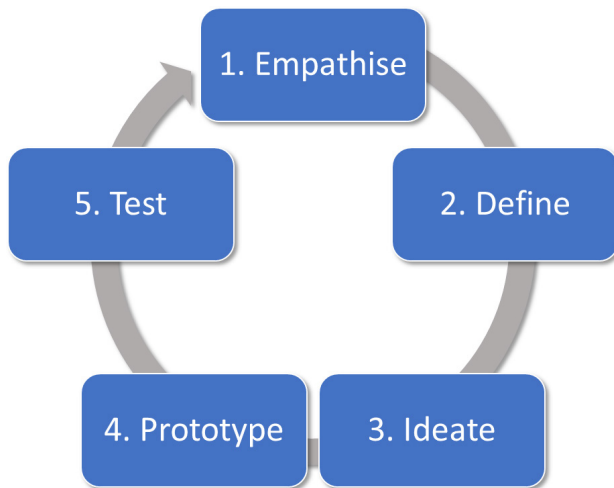 1. Empathise
2. Define
3. Ideate
4. Prototype
5. Test